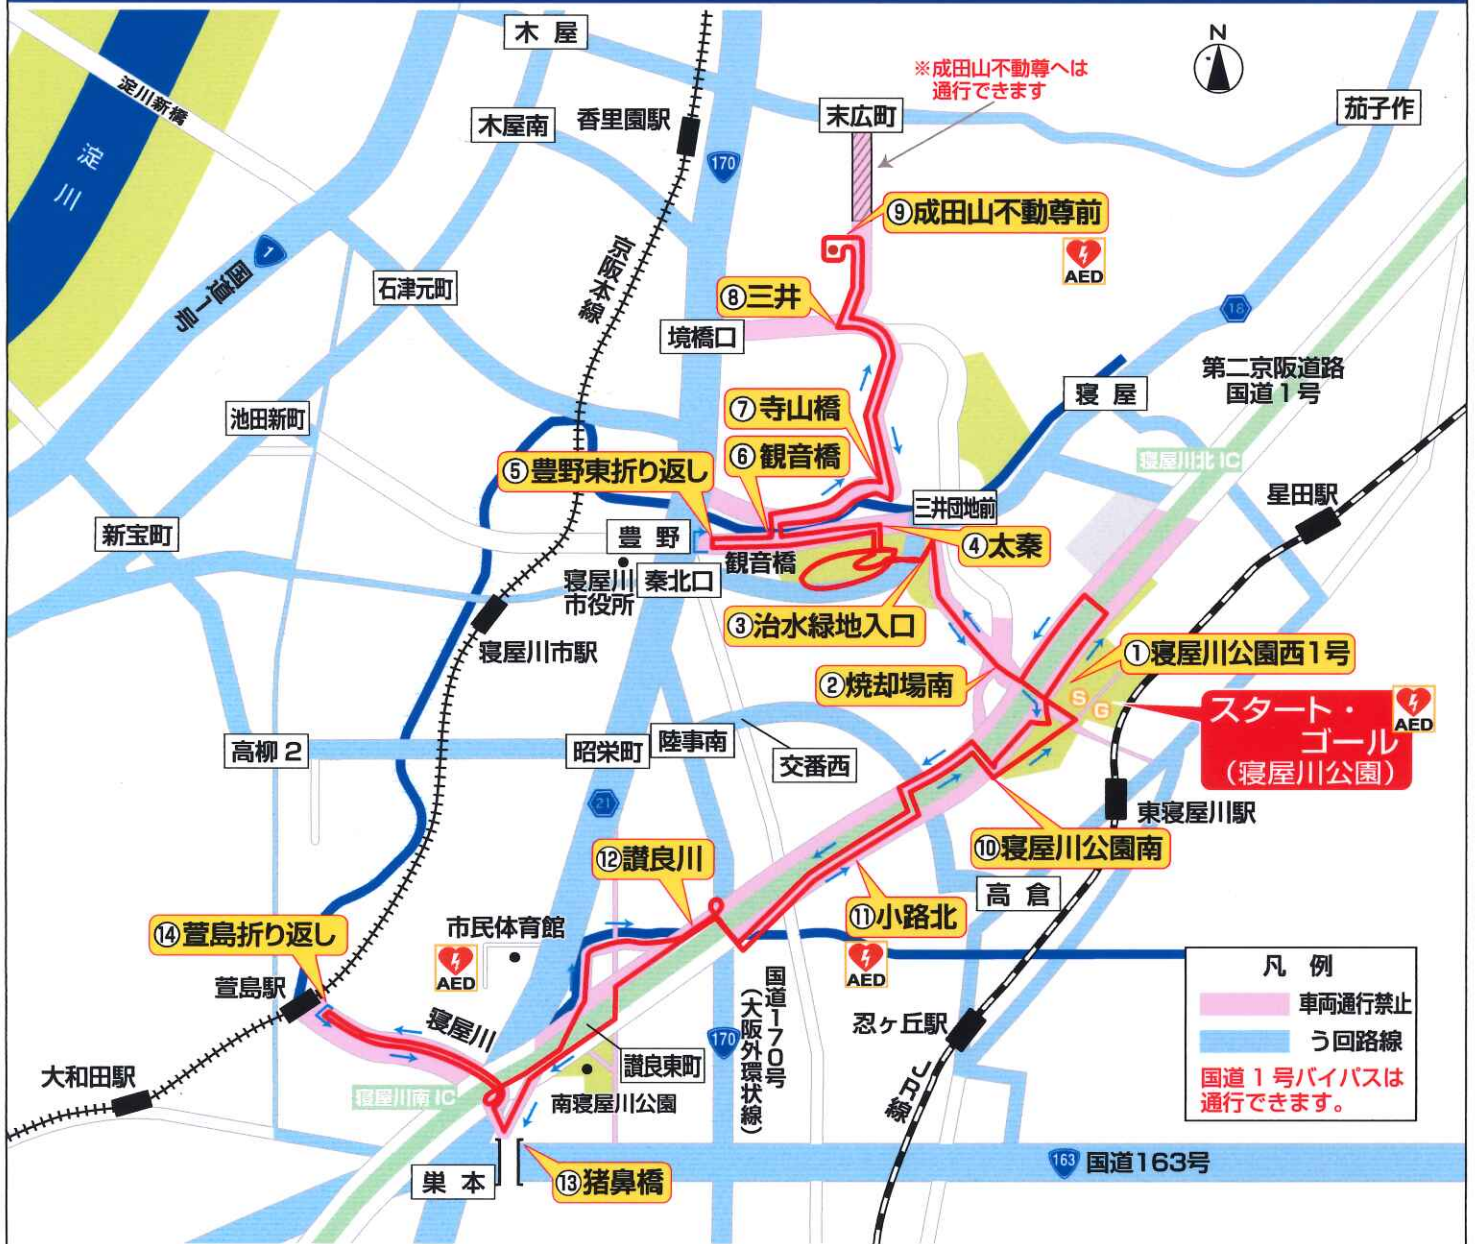 木屋
N
※成田山不動尊へは
通行できます
淀川新橋
木屋南
香里園駅
末広町
茄子作
淀川
170
⑨成田山不動尊前
AED
1
国道1号
京阪本線
石津元町
⑧三井
18
境橋口
第二京阪道路
国道1号
寝屋
池田新町
⑦寺山橋
⑥観音橋
⑤豊野東折り返し
寝屋川北IC
星田駅
三井団地前
新宝町
豊野
④太秦
観音橋
寝屋川
市役所
秦北口
③治水緑地入口
寝屋川市駅
①寝屋川公園西1号
②焼却場南
S
G
スタート・
ゴール
(寝屋川公園)
AED
高柳2
昭栄町
陸事南
交番西
21
東寝屋川駅
⑩寝屋川公園南
⑫讃良川
高倉
⑪小路北
市民体育館
⑭萱島折り返し
AED
AED
萱島駅
国道170号
(大阪外環状線)
寝屋川
忍ヶ丘駅
170
讃良東町
大和田駅
寝屋川南IC
南寝屋川公園
JR線
凡例
車両通行禁止
う回路線
国道1号バイパスは
通行できます。
163
国道163号
巣本
⑬猪鼻橋